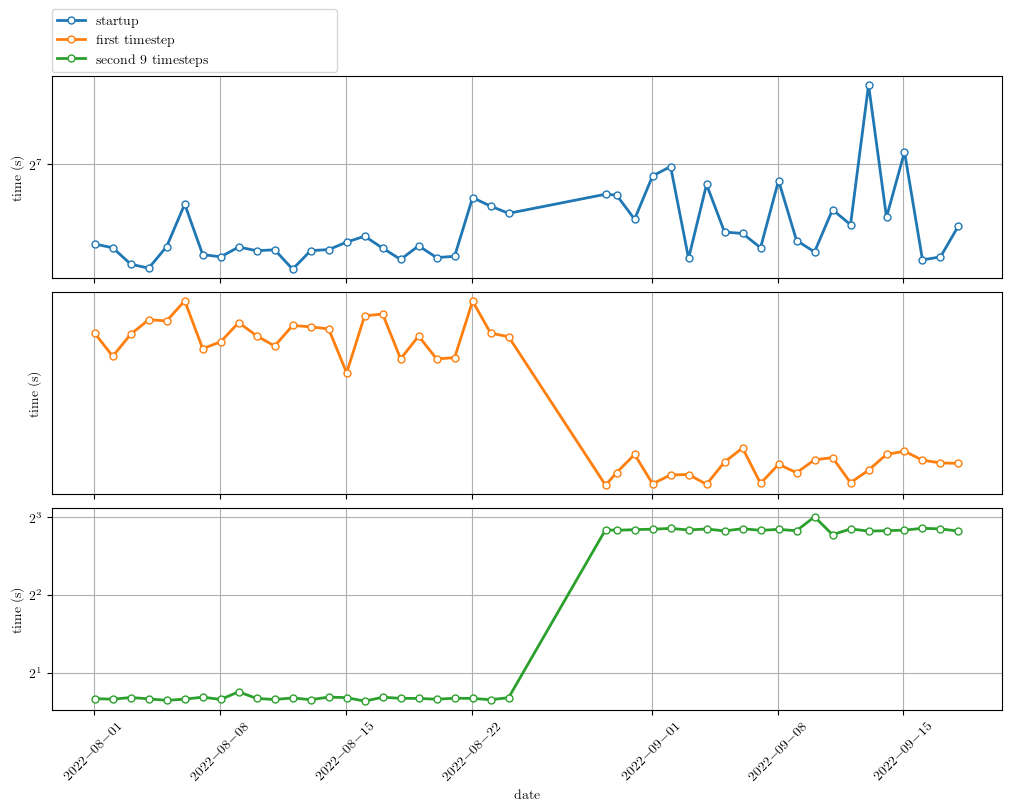 startup
first timestep
second 9 timesteps
time (s)
2^7
time (s)
time (s)
2^3
2^2
2^1
2022-08-01
2022-08-08
2022-08-15
2022-08-22
2022-09-01
2022-09-08
2022-09-15
date